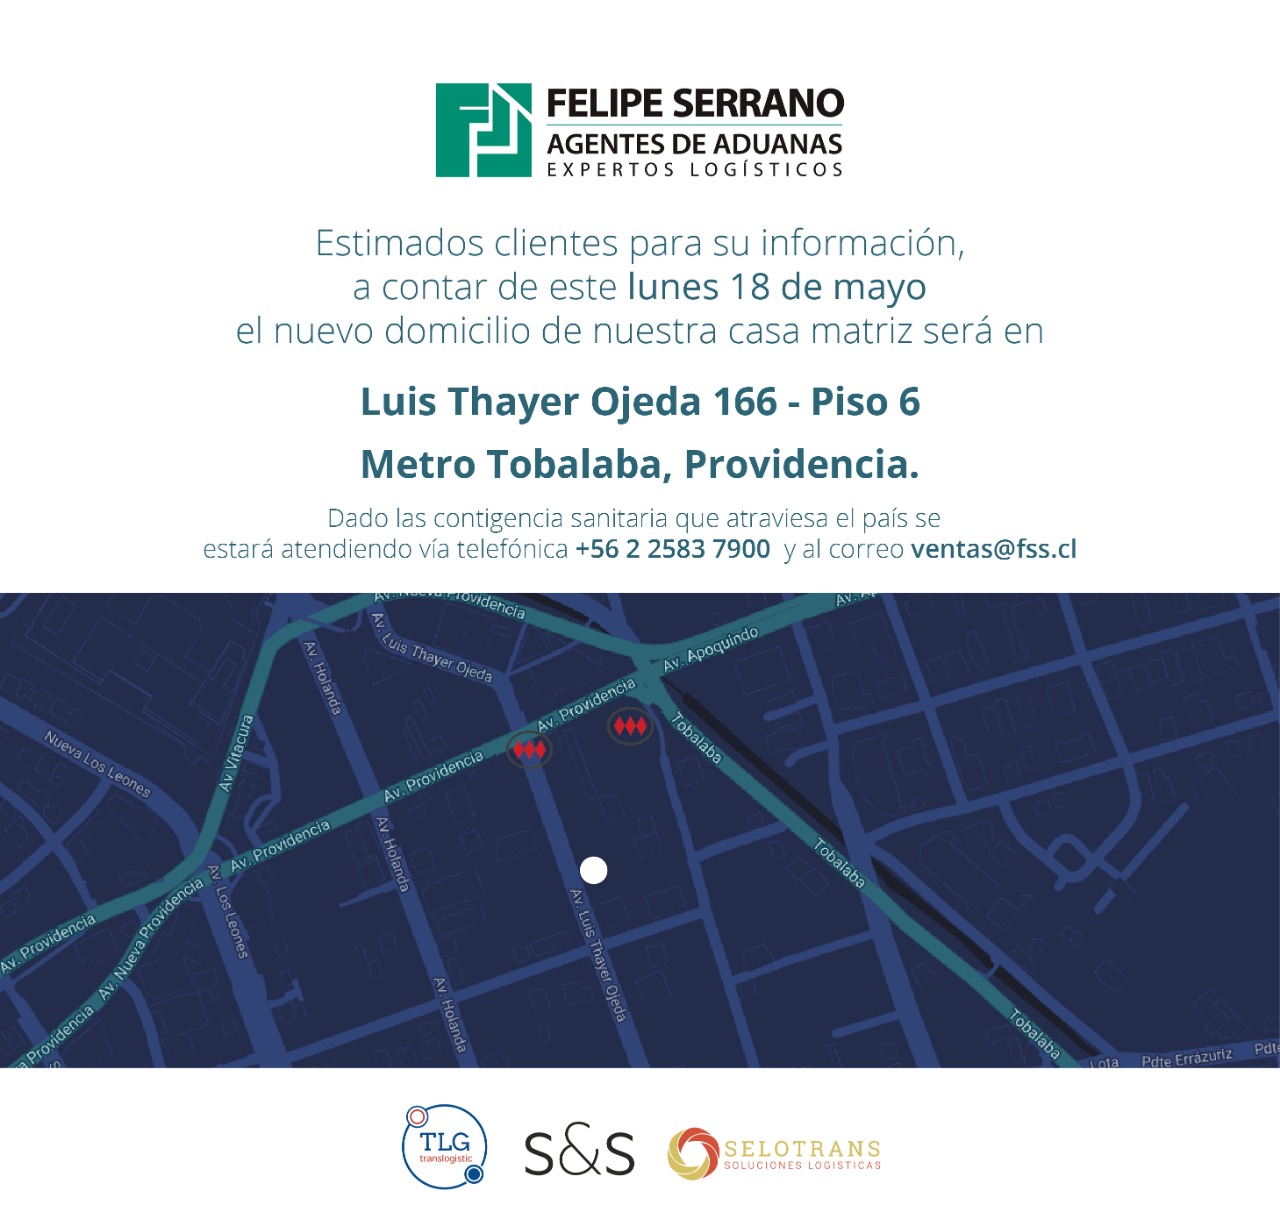 FELIPE SERRANO
AGENTES DE ADUANAS
EXPERTOS LOGÍSTICOS
Estimados clientes para su información,
a contar de este lunes 18 de mayo
el nuevo domicilio de nuestra casa matriz será en
Luis Thayer Ojeda 166 - Piso 6
Metro Tobalaba, Providencia.
Dado las contigencia sanitaria que atraviesa el país se
estará atendiendo vía telefónica +56 2 2583 7900 y al correo ventas@fss.cl
Av. Nueva Providencia
Av.
Av. Luis Thayer Ojeda
Av. Apoquindo
Av. Holanda
Av. Providencia
Nueva Los Leones
Av Vitacura
Tobalaba
Av. Providencia
Av. Providencia
Av. Holanda
Tobalaba
Av. Los Leones
Av. Providencia
Av. Nueva Providencia
Av. Luis Thayer Ojeda
Av. Holanda
Providencia
Tobalaba
Lota
Pdte Errázuriz
Pdte
TLG
translogistic
S&S
SELOTRANS
SOLUCIONES LOGISTICAS